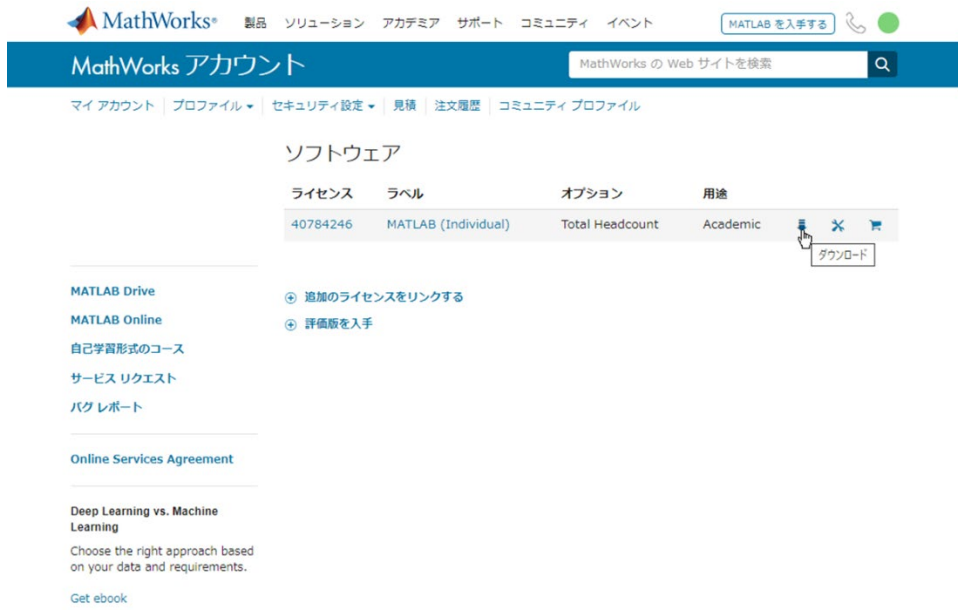 MathWorks® 製品 ソリューション アカデミア サポート コミュニティ イベント MATLAB を入手する
MathWorks アカウント MathWorks の Web サイトを検索
マイ アカウント プロファイル セキュリティ設定 見積 注文履歴 コミュニティ プロファイル
ソフトウェア
ライセンス ラベル オプション 用途
40784246 MATLAB (Individual) Total Headcount Academic
ダウンロード
MATLAB Drive
MATLAB Online
自己学習形式のコース
サービス リクエスト
バグ レポート
追加のライセンスをリンクする
評価版を入手
Online Services Agreement
Deep Learning vs. Machine
Learning
Choose the right approach based
on your data and requirements.
Get ebook